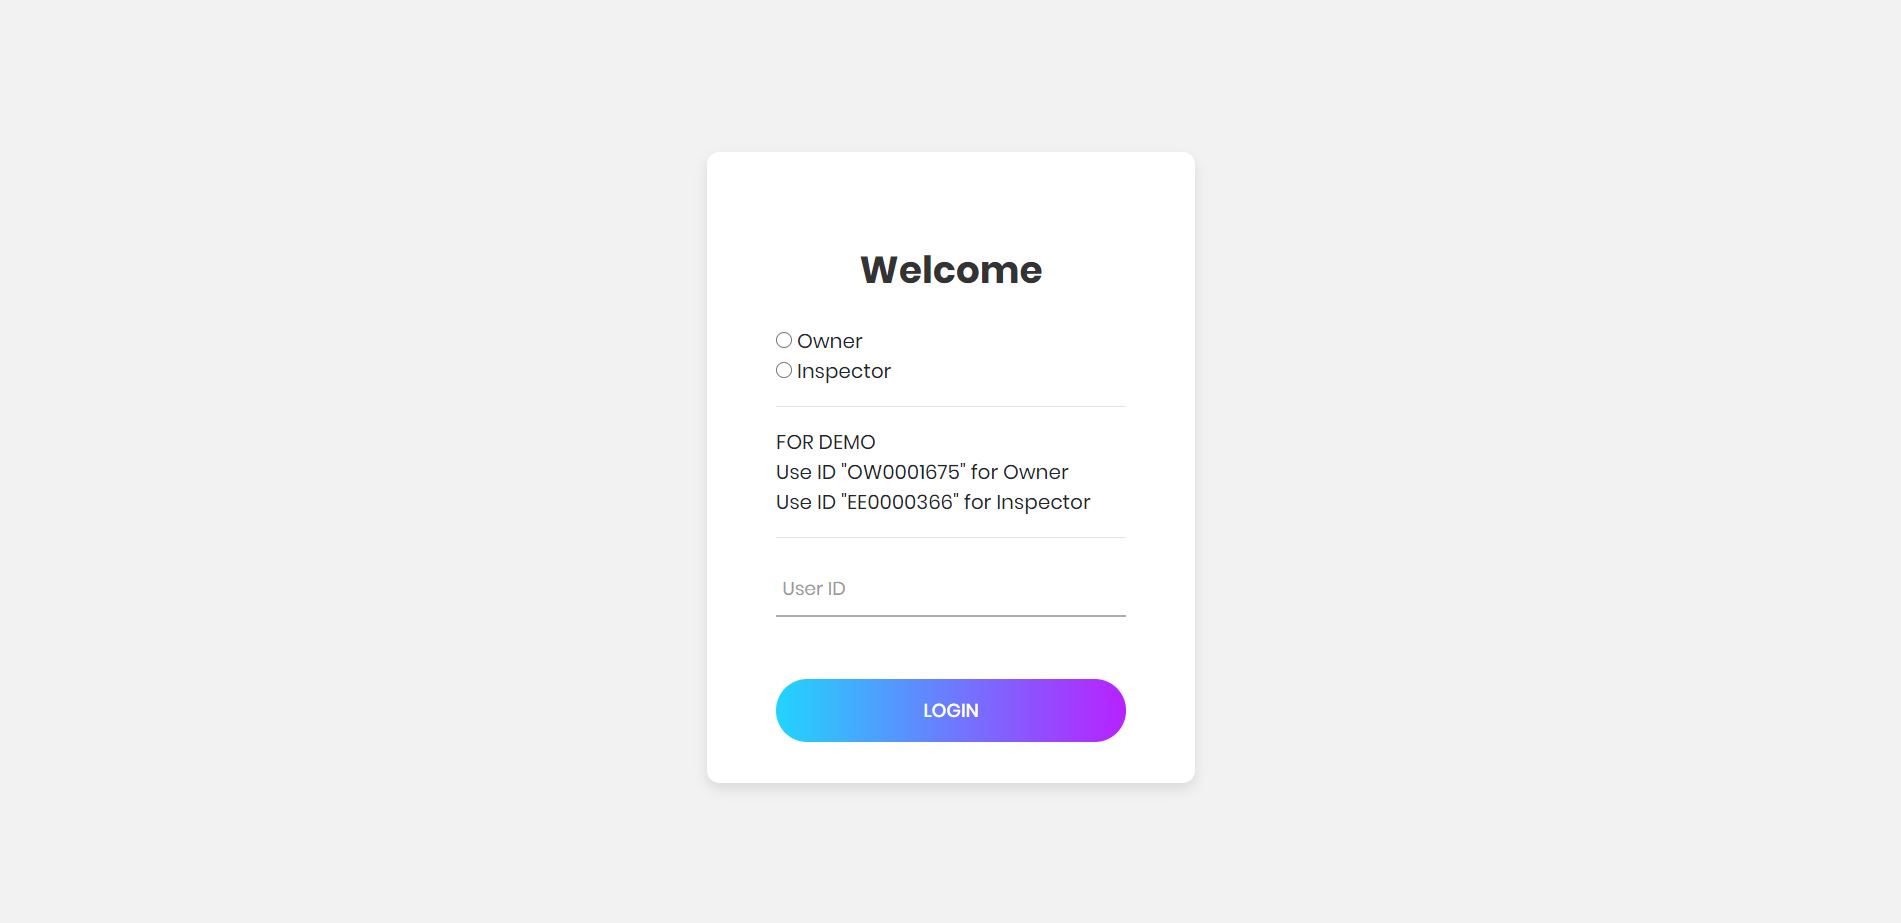 Welcome
Owner
Inspector
FOR DEMO
Use ID "OW0001675" for Owner
Use ID "EE0000366" for Inspector
User ID
LOGIN